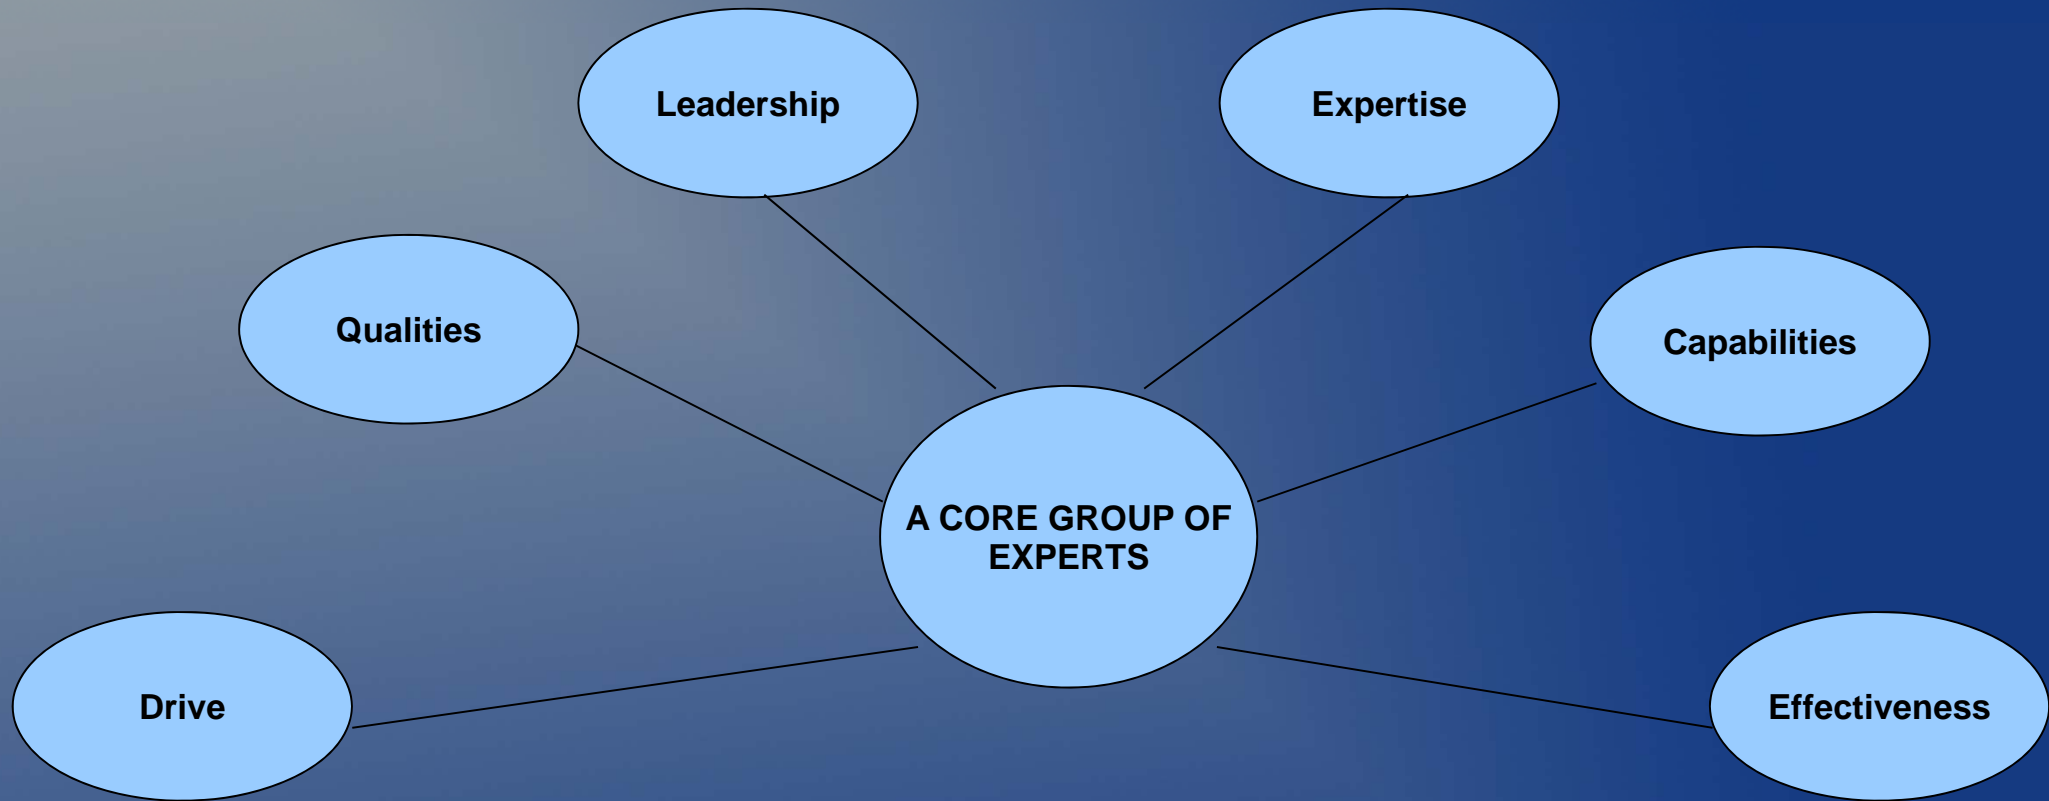 Leadership
Expertise
Qualities
Capabilities
A CORE GROUP OF
EXPERTS
Drive
Effectiveness